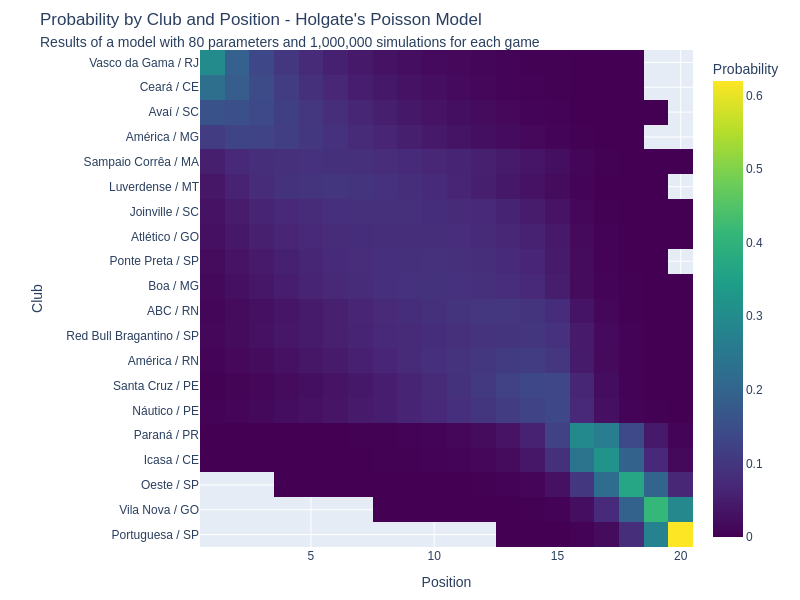 Probability by Club and Position - Holgate's Poisson Model
Results of a model with 80 parameters and 1,000,000 simulations for each game
Probability
Vasco da Gama / RJ
Ceará / CE
Avaí / SC
América / MG
Sampaio Corrêa / MA
Luverdense / MT
Joinville / SC
Atlético / GO
Ponte Preta / SP
Boa / MG
ABC / RN
Red Bull Bragantino / SP
América / RN
Santa Cruz / PE
Náutico / PE
Paraná / PR
Icasa / CE
Oeste / SP
Vila Nova / GO
Portuguesa / SP
Club
5
10
15
20
Position
0.6
0.5
0.4
0.3
0.2
0.1
0